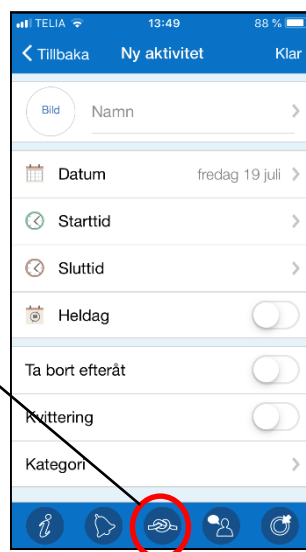 TELIA 13:49 88 %
Tillbaka Ny aktivitet Klar
Bild Namn
Datum fredag 19 juli
Starttid
Sluttid
Heldag
Ta bort efteråt
Kvittering
Kategori